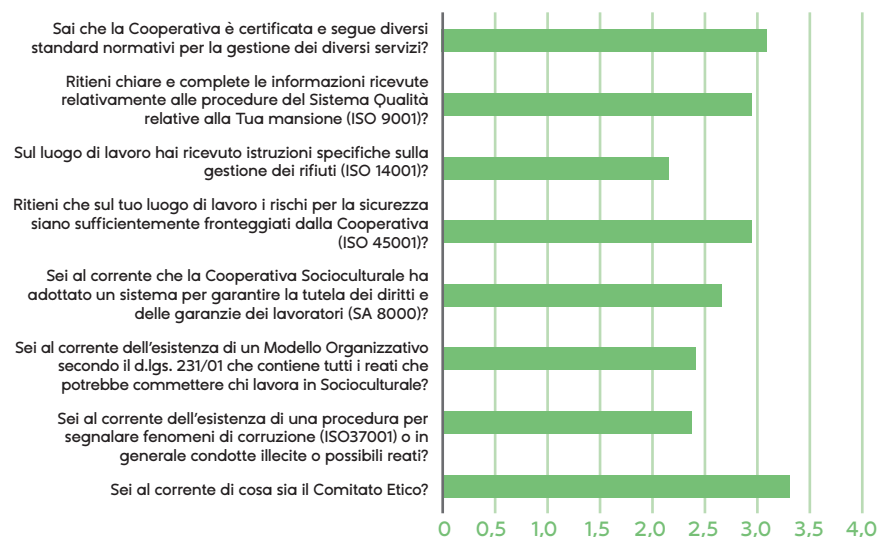 Sai che la Cooperativa è certificata e segue diversi
standard normativi per la gestione dei diversi servizi?
Ritieni chiare e complete le informazioni ricevute
relativamente alle procedure del Sistema Qualità
relative alla Tua mansione (ISO 9001)?
Sul luogo di lavoro hai ricevuto istruzioni specifiche sulla
gestione dei rifiuti (ISO 14001)?
Ritieni che sul tuo luogo di lavoro i rischi per la sicurezza
siano sufficientemente fronteggiati dalla Cooperativa
(ISO 45001)?
Sei al corrente che la Cooperativa Socioculturale ha
adottato un sistema per garantire la tutela dei diritti e
delle garanzie dei lavoratori (SA 8000)?
Sei al corrente dell'esistenza di un Modello Organizzativo
secondo il d.lgs. 231/01 che contiene tutti i reati che
potrebbe commettere chi lavora in Socioculturale?
Sei al corrente dell'esistenza di una procedura per
segnalare fenomeni di corruzione (ISO37001) o in
generale condotte illecite o possibili reati?
Sei al corrente di cosa sia il Comitato Etico?
0 0,5 1,0 1,5 2,0 2,5 3,0 3,5 4,0